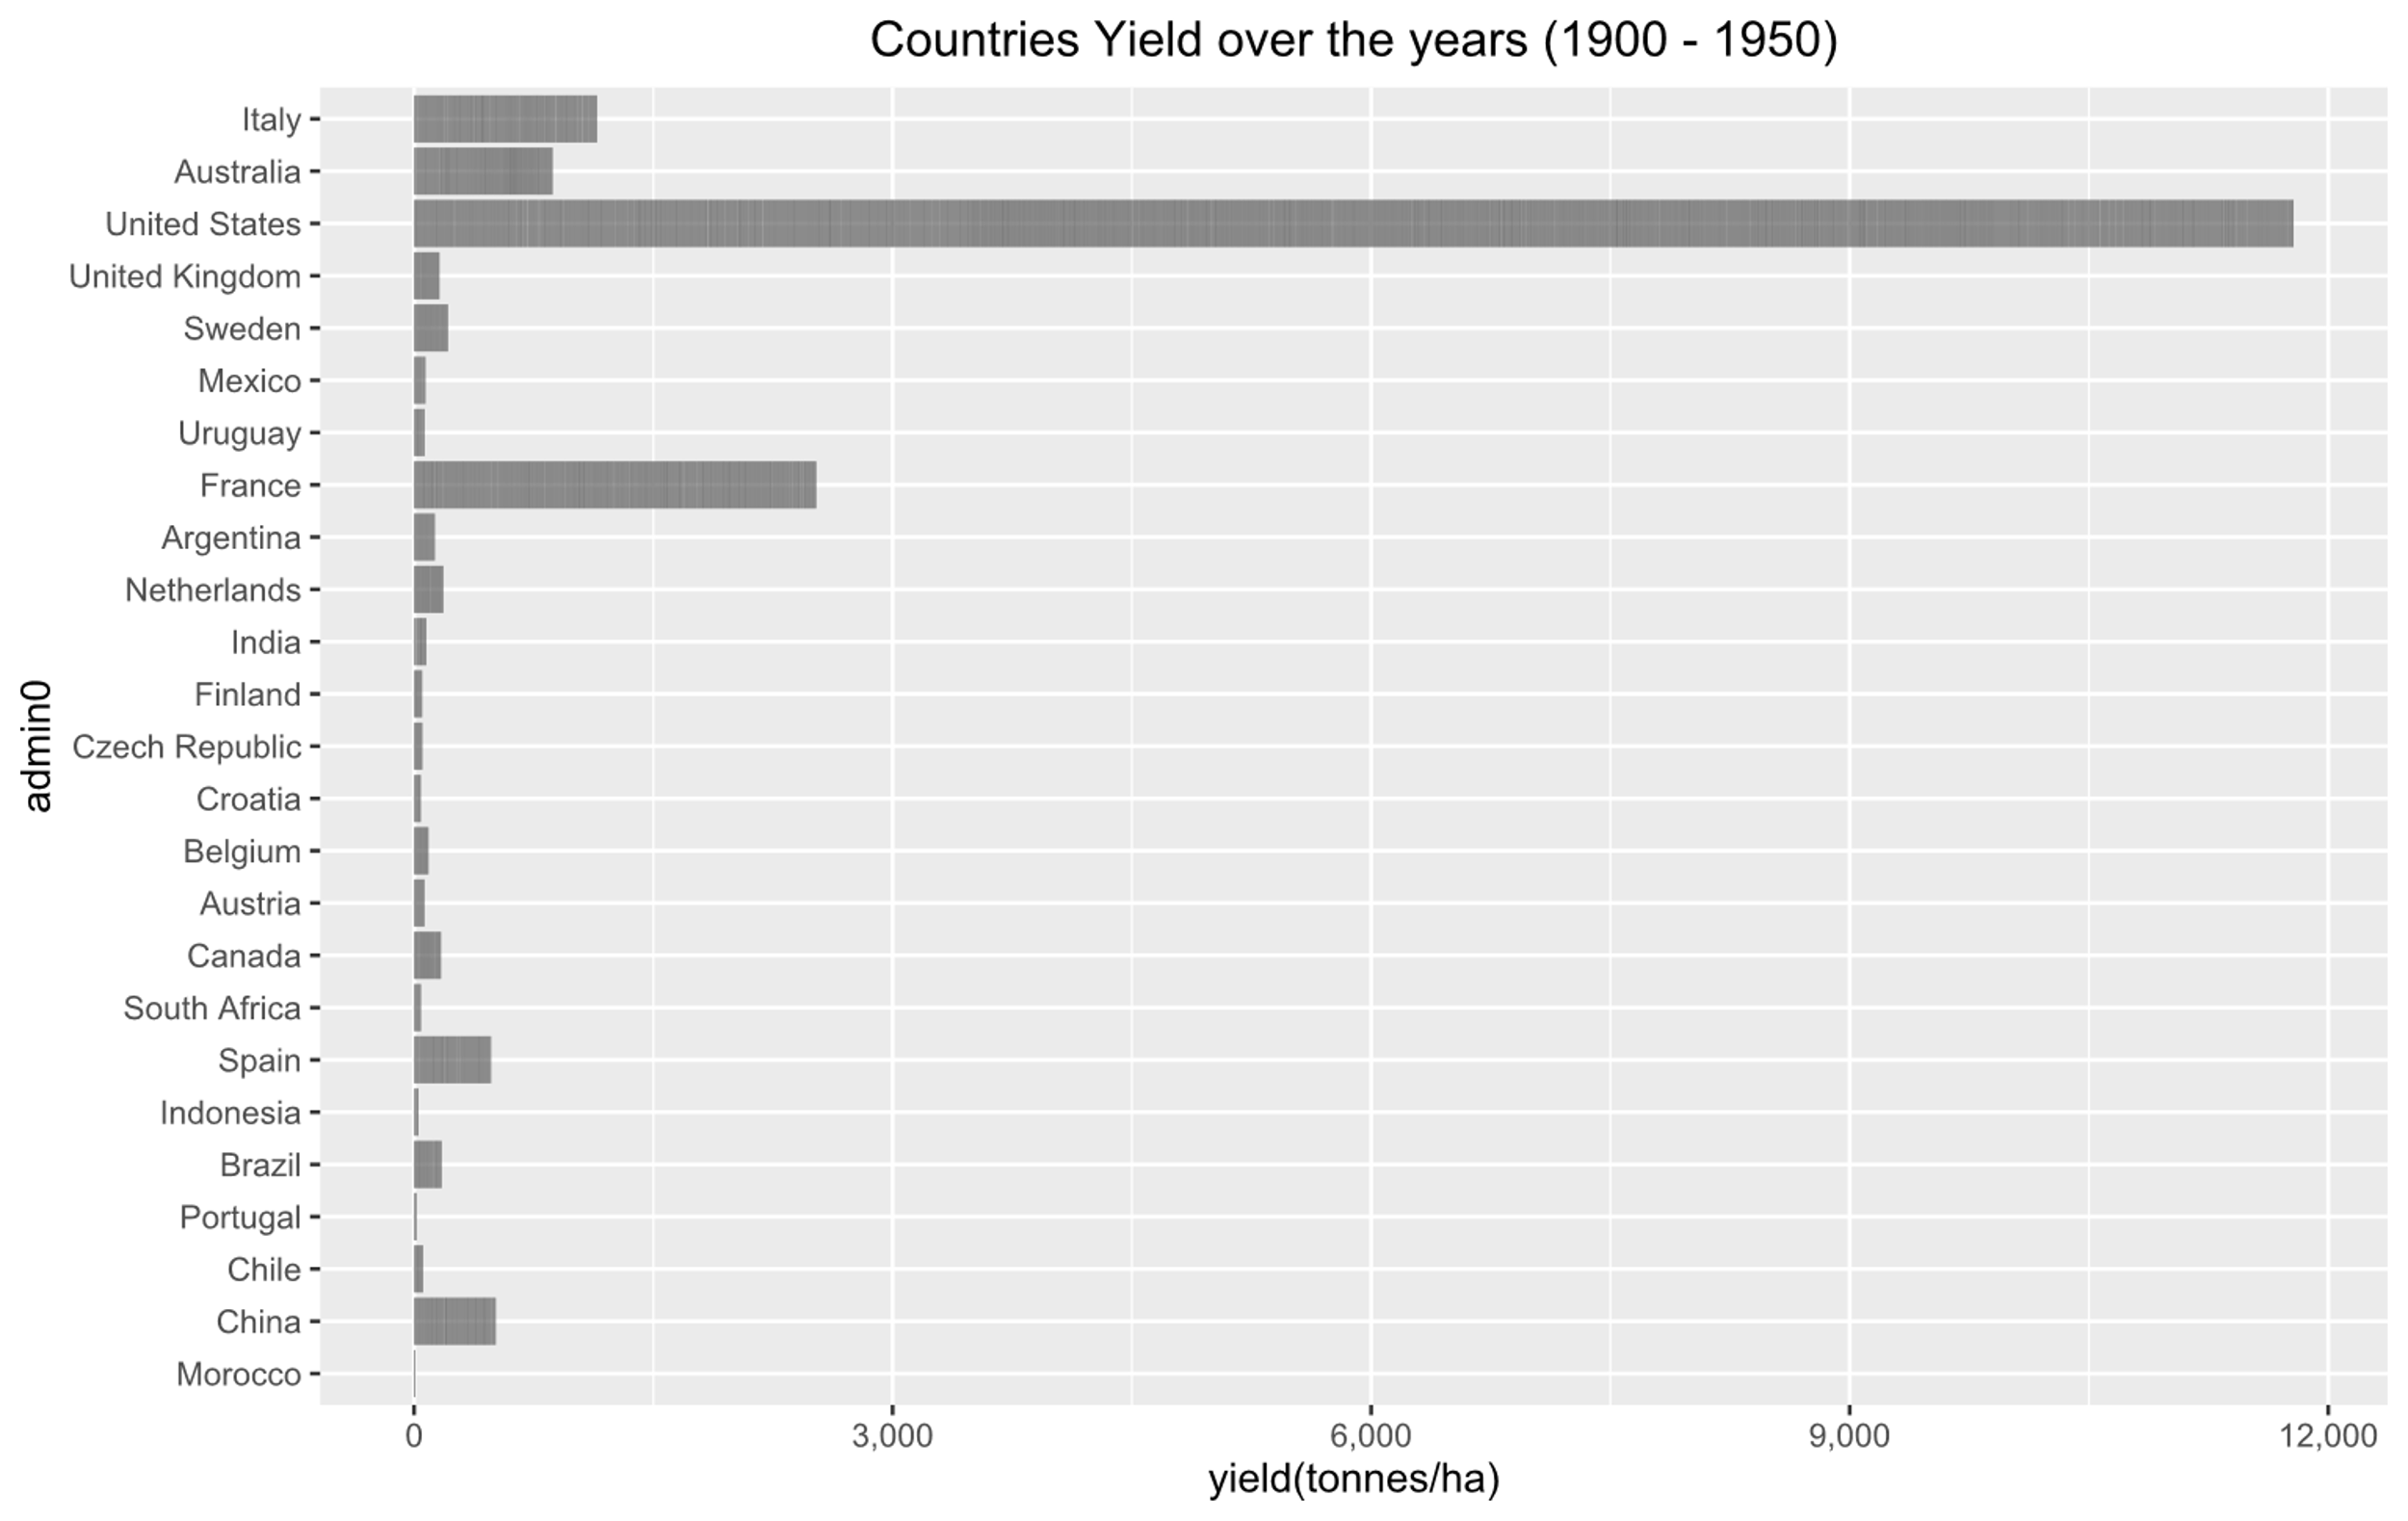 Countries Yield over the years (1900 - 1950)
Italy
Australia
United States
United Kingdom
Sweden
Mexico
Uruguay
France
Argentina
Netherlands
India
Finland
Czech Republic
Croatia
Belgium
Austria
Canada
South Africa
Spain
Indonesia
Brazil
Portugal
Chile
China
Morocco
admin0
0 3,000 6,000 9,000 12,000
yield(tonnes/ha)